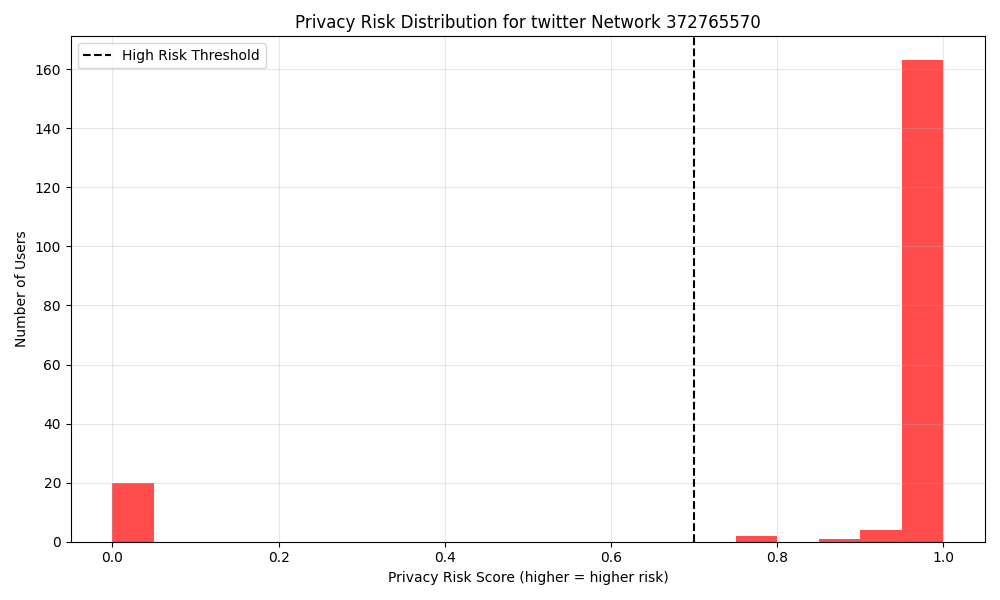 Privacy Risk Distribution for twitter Network 372765570
High Risk Threshold
160
140
120
100
80
60
40
20
0
Number of Users
0.0 0.2 0.4 0.6 0.8 1.0
Privacy Risk Score (higher = higher risk)